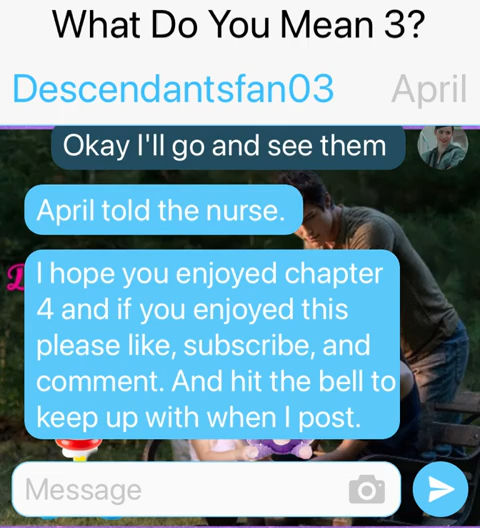 What Do You Mean 3?
Descendantsfan03 April
Okay I'll go and see them
April told the nurse.
I hope you enjoyed chapter
4 and if you enjoyed this
please like, subscribe, and
comment. And hit the bell to
keep up with when I post.
Message